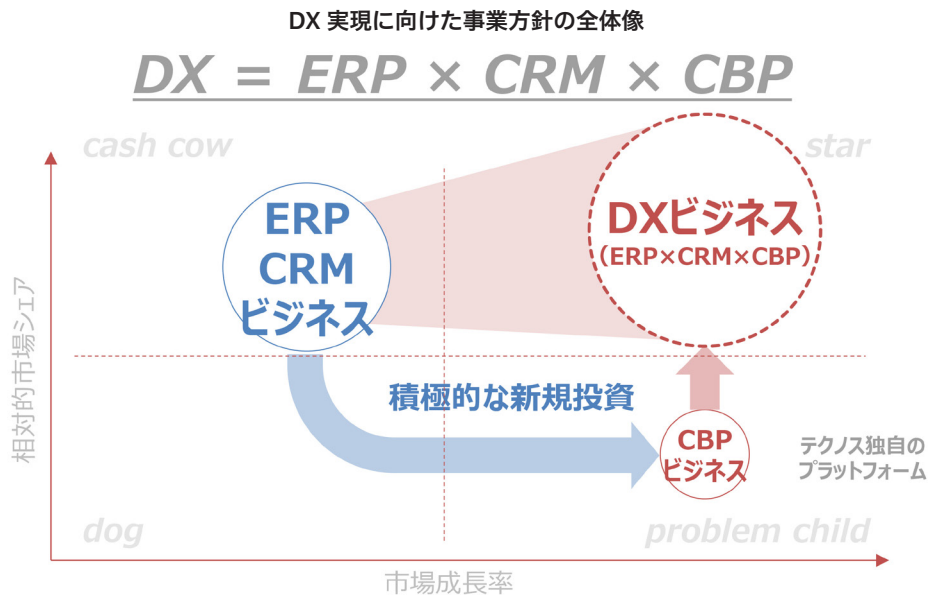 DX 実現に向けた事業方針の全体像
DX = ERP × CRM × CBP
cash cow
star
ERP
CRM
ビジネス
DXビジネス
(ERP×CRM×CBP)
相対的市場シェア
積極的な新規投資
CBP
ビジネス
テクノス独自の
プラットフォーム
dog
problem child
市場成長率